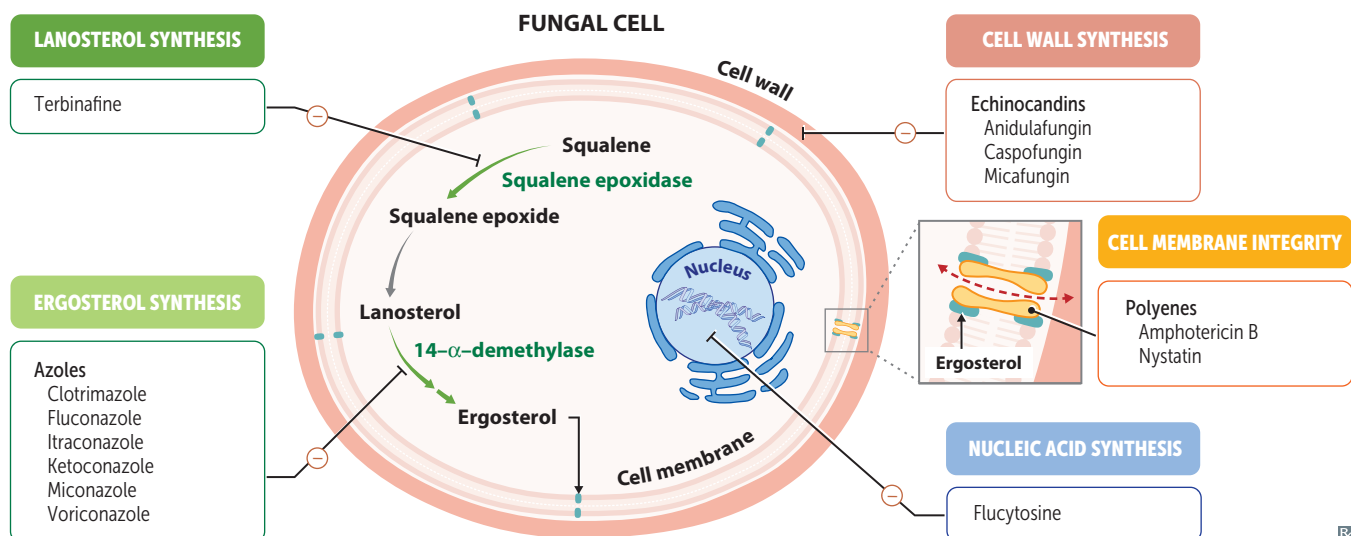 FUNGAL CELL
LANOSTEROL SYNTHESIS
Terbinafine
ERGOSTEROL SYNTHESIS
Azoles
Clotrimazole
Fluconazole
Itraconazole
Ketoconazole
Miconazole
Voriconazole
Cell wall
Squalene
Squalene epoxidase
Squalene epoxide
Lanosterol
14–α–demethylase
Ergosterol
Nucleus
Cell membrane
CELL WALL SYNTHESIS
Echinocandins
Anidulafungin
Caspofungin
Micafungin
Ergosterol
CELL MEMBRANE INTEGRITY
Polyenes
Amphotericin B
Nystatin
NUCLEIC ACID SYNTHESIS
Flucytosine